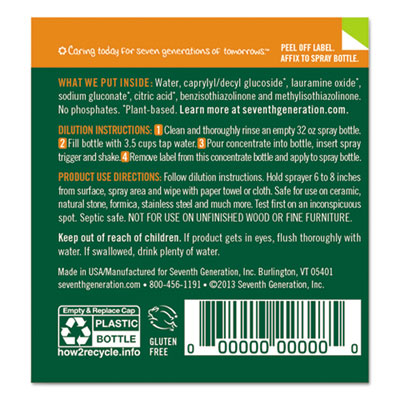 Caring today for seven generations of tomorrows.™
PEEL OFF LABEL.
AFFIX TO SPRAY BOTTLE.
WHAT WE PUT INSIDE: Water, caprylyl/decyl glucoside*, lauramine oxide*,
sodium gluconate*, citric acid*, benzisothiazolinone and methylisothiazolinone.
No phosphates. *Plant-based. Learn more at seventhgeneration.com
DILUTION INSTRUCTIONS: 1 Clean and thoroughly rinse an empty 32 oz spray bottle.
2 Fill bottle with 3.5 cups tap water. 3 Pour concentrate into bottle, insert spray
trigger and shake. 4 Remove label from this concentrate bottle and apply to spray bottle.
PRODUCT USE DIRECTIONS: Follow dilution instructions. Hold sprayer 6 to 8 inches
from surface, spray area and wipe with paper towel or cloth. Safe for use on ceramic,
natural stone, formica, stainless steel and much more. Test first on an inconspicuous
spot. Septic safe. NOT FOR USE ON UNFINISHED WOOD OR FINE FURNITURE.
Keep out of reach of children. If product gets in eyes, flush thoroughly with
water. If swallowed, drink plenty of water.
Made in USA/Manufactured for Seventh Generation, Inc. Burlington, VT 05401
seventhgeneration.com • 800-456-1191 • ©2013 Seventh Generation, Inc.
Empty & Replace Cap
PLASTIC
BOTTLE
how2recycle.info
GLUTEN
FREE
0 00000 00000 0